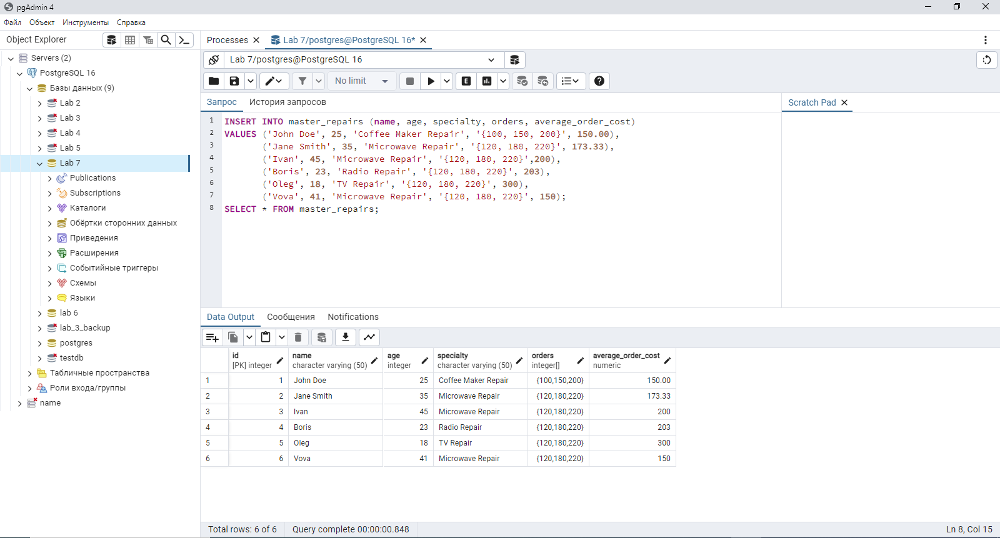 pgAdmin 4
Файл Объект Инструменты Справка
Object Explorer
Servers (2)
PostgreSQL 16
Базы данных (9)
Lab 2
Lab 3
Lab 4
Lab 5
Lab 7
Publications
Subscriptions
Каталоги
Обёртки сторонних данных
Приведения
Расширения
Событийные триггеры
Схемы
Языки
lab 6
lab_3_backup
postgres
testdb
Табличные пространства
Роли входа/группы
name
Processes
Lab 7/postgres@PostgreSQL 16*
Lab 7/postgres@PostgreSQL 16
No limit
E
Запрос История запросов
Scratch Pad
1 INSERT INTO master_repairs (name, age, specialty, orders, average_order_cost)
2 VALUES ('John Doe', 25, 'Coffee Maker Repair', '{100, 150, 200}', 150.00),
3 ('Jane Smith', 35, 'Microwave Repair', '{120, 180, 220}', 173.33),
4 ('Ivan', 45, 'Microwave Repair', '{120, 180, 220}',200),
5 ('Boris', 23, 'Radio Repair', '{120, 180, 220}', 203),
6 ('Oleg', 18, 'TV Repair', '{120, 180, 220}', 300),
7 ('Vova', 41, 'Microwave Repair', '{120, 180, 220}', 150);
8 SELECT * FROM master_repairs;
Data Output Сообщения Notifications
id name age specialty orders average_order_cost
[PK] integer character varying (50) integer character varying (50) integer[] numeric
1 1 John Doe 25 Coffee Maker Repair {100,150,200} 150.00
2 2 Jane Smith 35 Microwave Repair {120,180,220} 173.33
3 3 Ivan 45 Microwave Repair {120,180,220} 200
4 4 Boris 23 Radio Repair {120,180,220} 203
5 5 Oleg 18 TV Repair {120,180,220} 300
6 6 Vova 41 Microwave Repair {120,180,220} 150
Total rows: 6 of 6 Query complete 00:00:00.848 Ln 8, Col 15